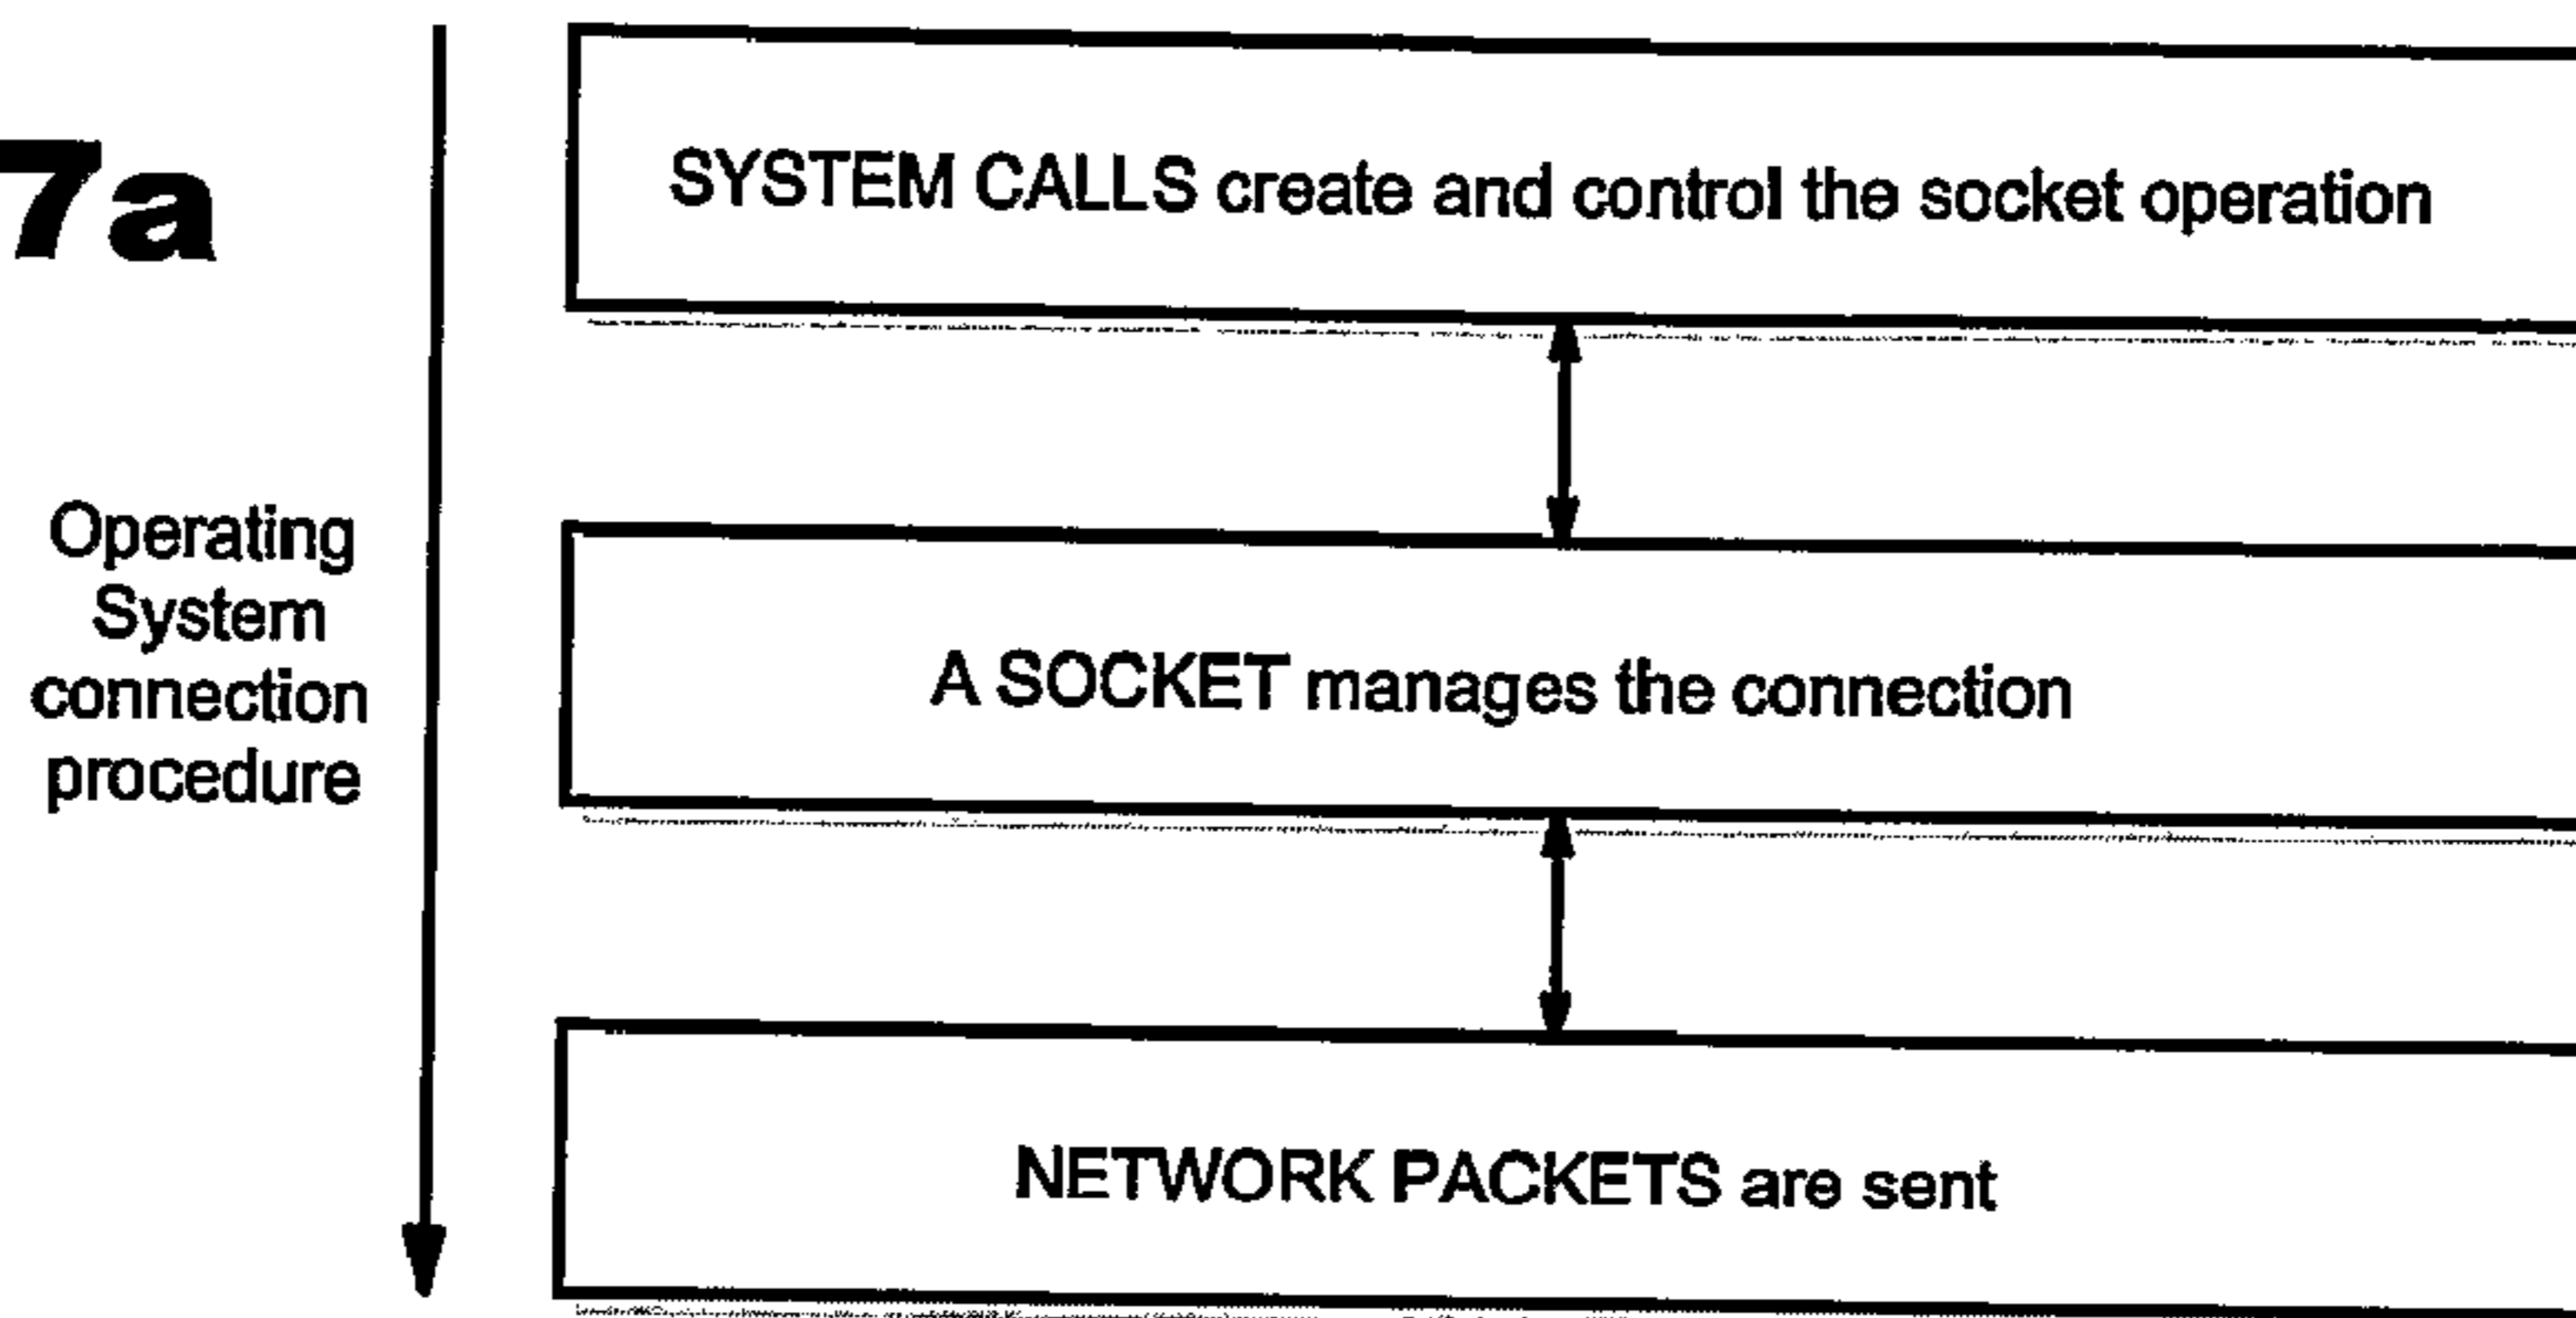 7a
SYSTEM CALLS create and control the socket operation
Operating
System
connection
procedure
A SOCKET manages the connection
NETWORK PACKETS are sent